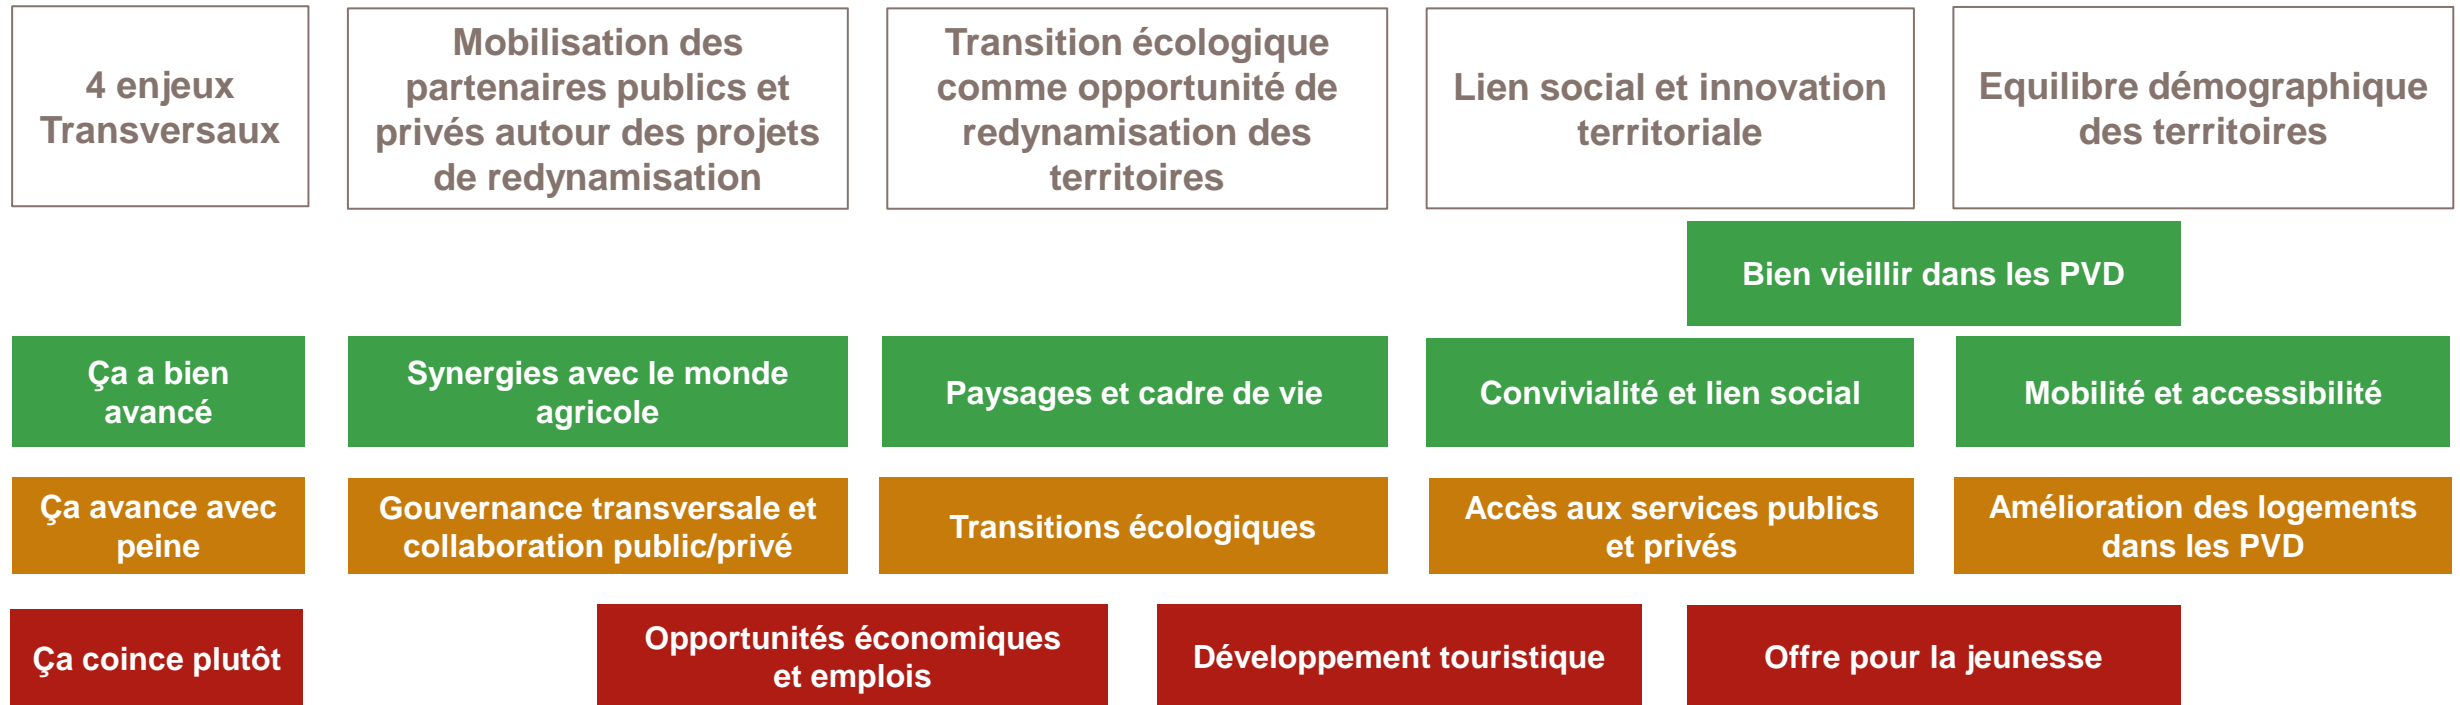 4 enjeux
Transversaux
Mobilisation des
partenaires publics et
privés autour des projets
de redynamisation
Transition écologique
comme opportunité de
redynamisation des
territoires
Lien social et innovation
territoriale
Equilibre démographique
des territoires
Bien vieillir dans les PVD
Ça a bien
avancé
Synergies avec le monde
agricole
Paysages et cadre de vie
Convivialité et lien social
Mobilité et accessibilité
Ça avance avec
peine
Gouvernance transversale et
collaboration public/privé
Transitions écologiques
Accès aux services publics
et privés
Amélioration des logements
dans les PVD
Ça coince plutôt
Opportunités économiques
et emplois
Développement touristique
Offre pour la jeunesse